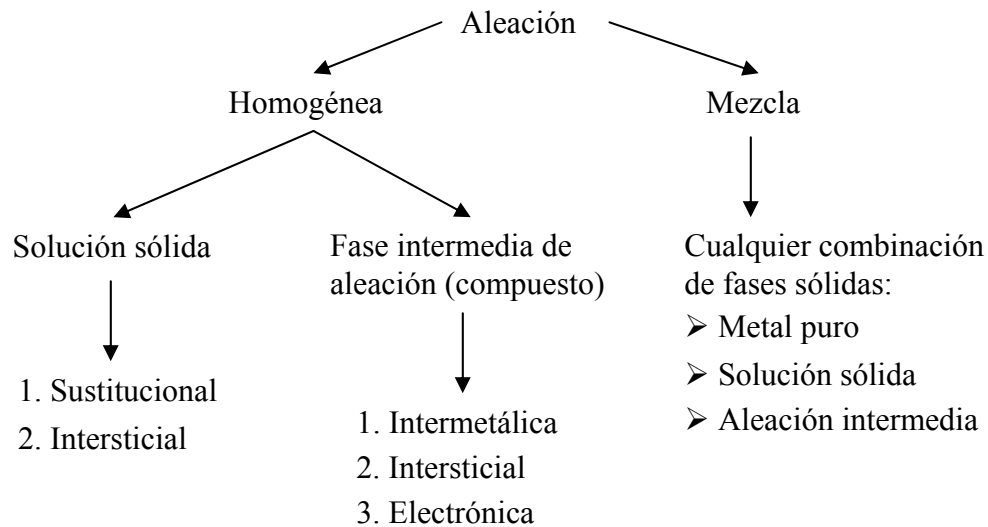 Aleación
Homogénea
Mezcla
Solución sólida
Fase intermedia de
aleación (compuesto)
Cualquier combinación
de fases sólidas:
➢ Metal puro
➢ Solución sólida
➢ Aleación intermedia
1. Sustitucional
2. Intersticial
1. Intermetálica
2. Intersticial
3. Electrónica